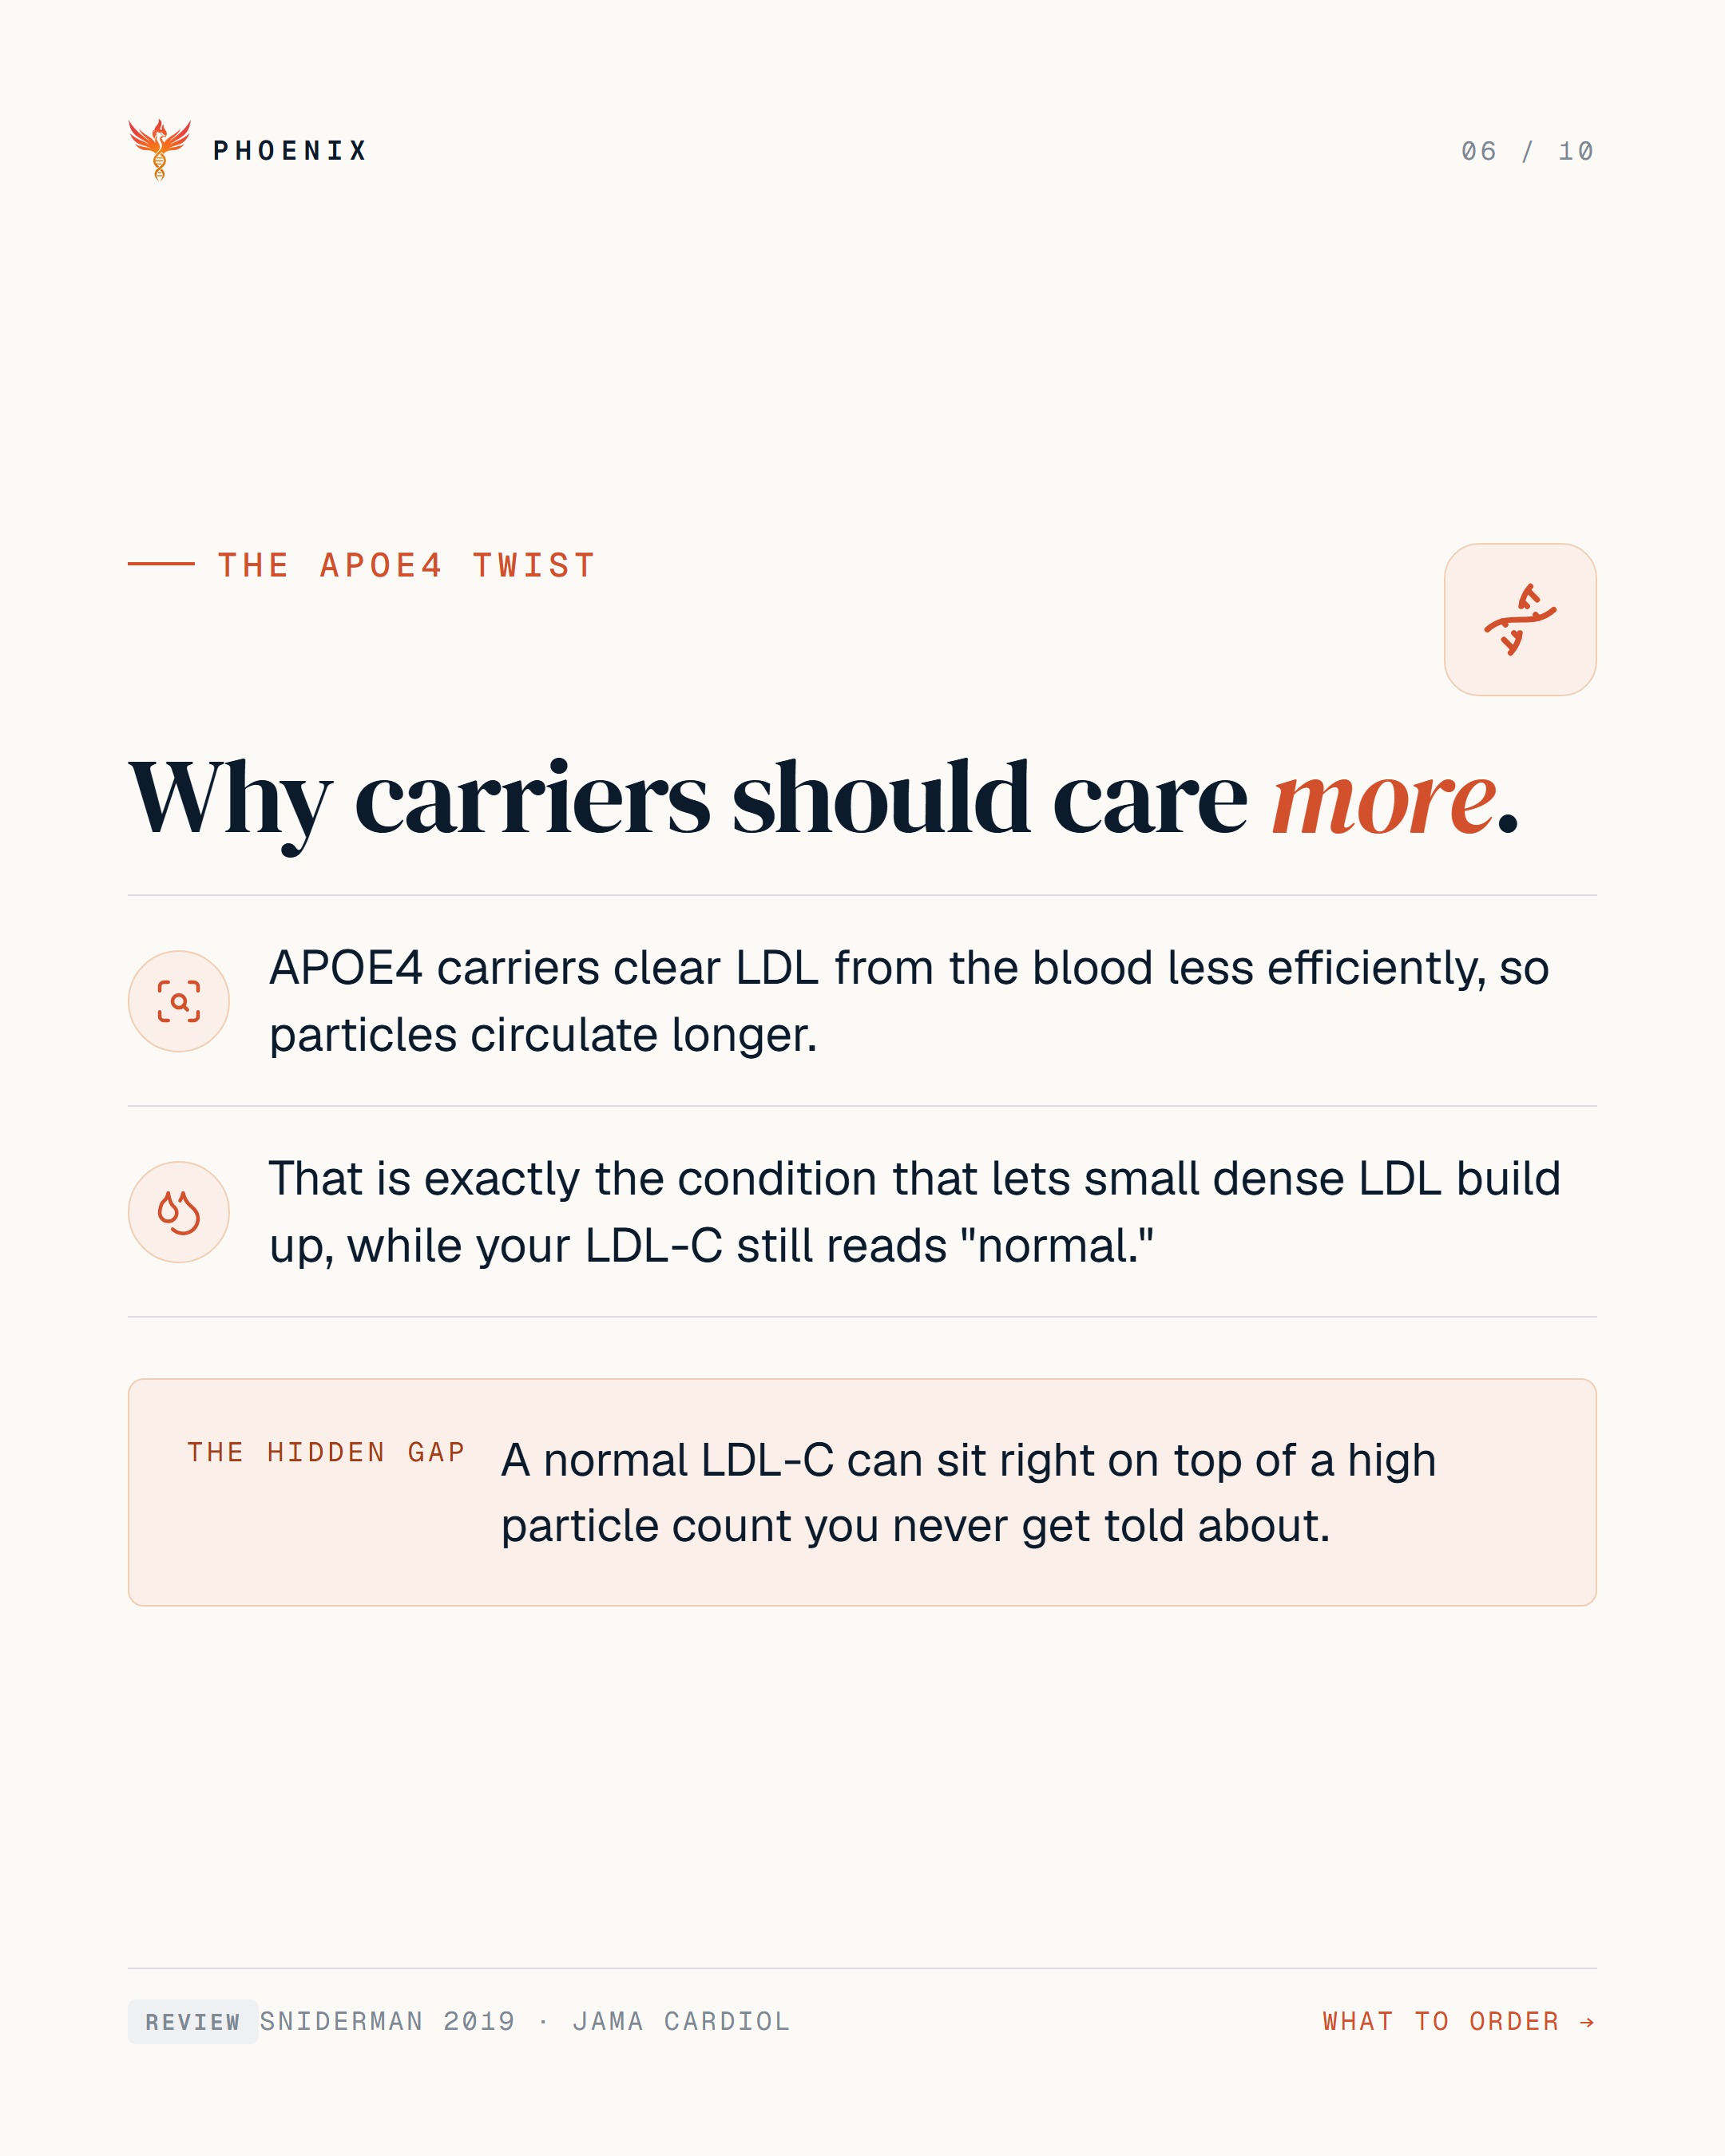 PHOENIX
06 / 10
THE APOE4 TWIST
Why carriers should care more.
APOE4 carriers clear LDL from the blood less efficiently, so
particles circulate longer.
That is exactly the condition that lets small dense LDL build
up, while your LDL-C still reads "normal."
THE HIDDEN GAP
A normal LDL-C can sit right on top of a high
particle count you never get told about.
REVIEW SNIDERMAN 2019 · JAMA CARDIOL
WHAT TO ORDER →